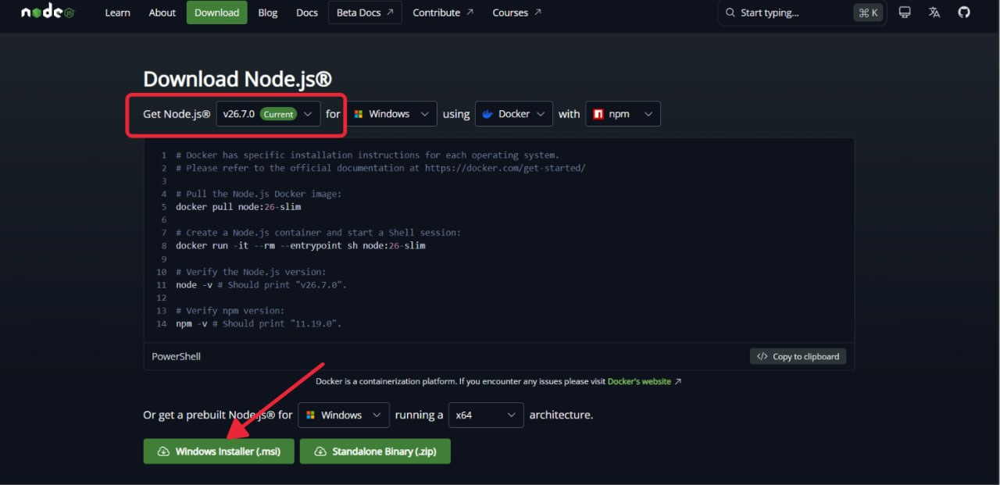 node
Learn About Download Blog Docs Beta Docs Contribute Courses Start typing... ⌘ K
Download Node.js®
Get Node.js® v26.7.0 Current for Windows using Docker with npm
1 # Docker has specific installation instructions for each operating system.
2 # Please refer to the official documentation at https://docker.com/get-started/
3
4 # Pull the Node.js Docker image:
5 docker pull node:26-slim
6
7 # Create a Node.js container and start a Shell session:
8 docker run -it --rm --entrypoint sh node:26-slim
9
10 # Verify the Node.js version:
11 node -v # Should print "v26.7.0".
12
13 # Verify npm version:
14 npm -v # Should print "11.19.0".
PowerShell </> Copy to clipboard
Docker is a containerization platform. If you encounter any issues please visit Docker's website
Or get a prebuilt Node.js® for Windows running a x64 architecture.
Windows Installer (.msi) Standalone Binary (.zip)